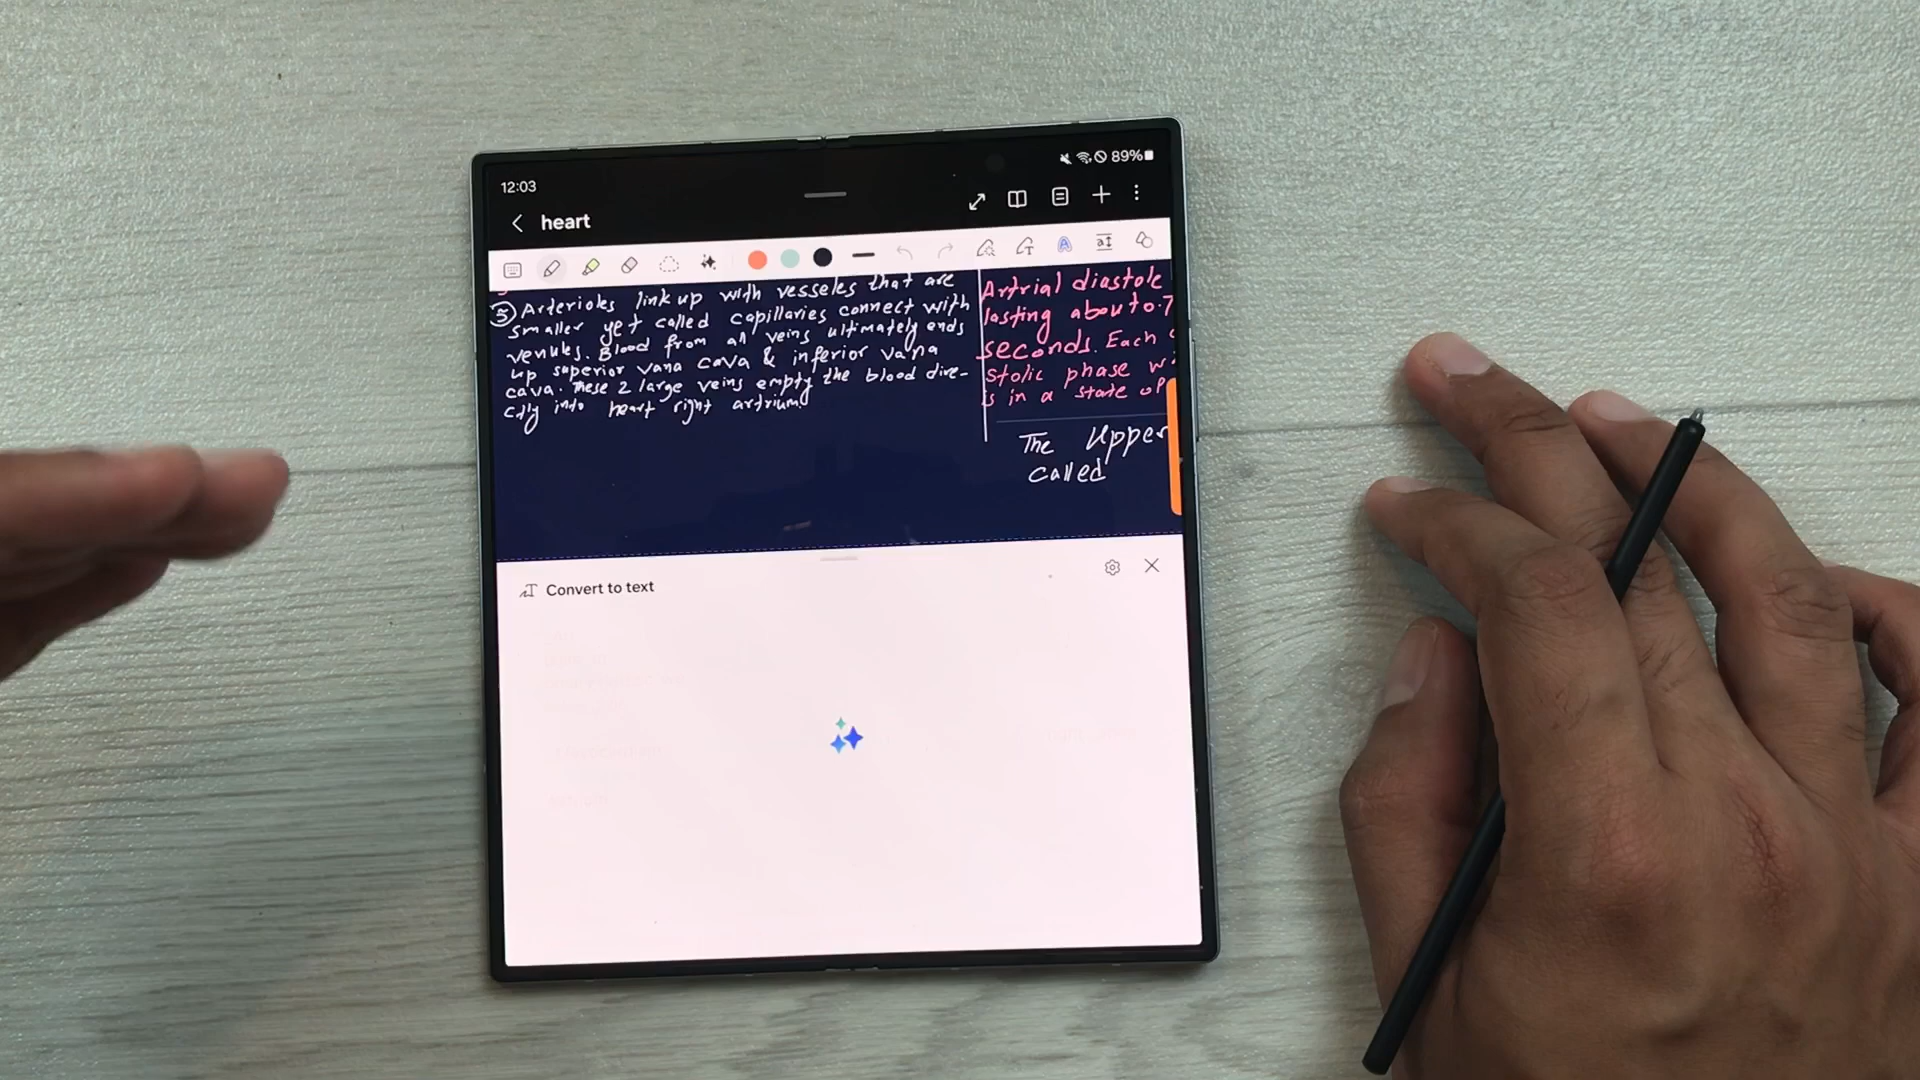 12:03
89%
heart
5 Arterioles link up with vesseles that are
smaller yet called capillaries connect with
venules. Blood from all veins ultimately ends
up superior vana cava & inferior vana
cava. These 2 large veins empty the blood dire-
ctly into heart right artrium.
Artrial diastole
lasting about 0.7
seconds. Each
stolic phase
is in a state of
The Upper
called
Convert to text